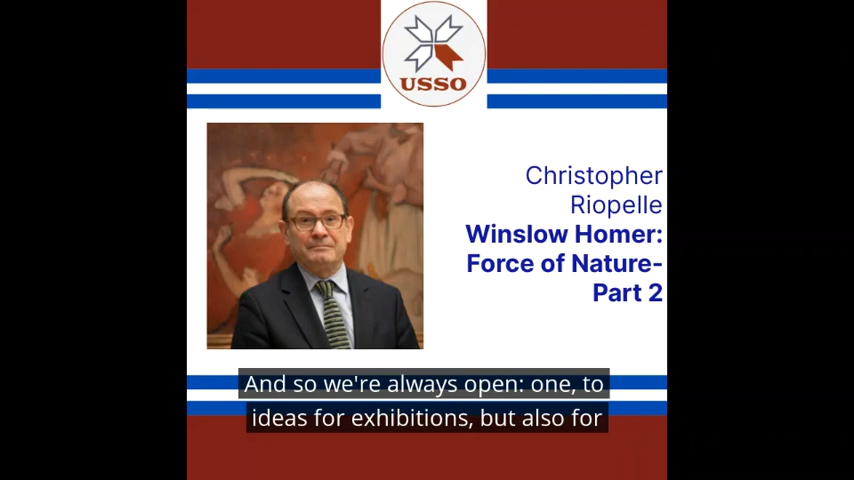 USSO
Christopher
Riopelle
Winslow Homer:
Force of Nature-
Part 2
And so we're always open: one, to
ideas for exhibitions, but also for